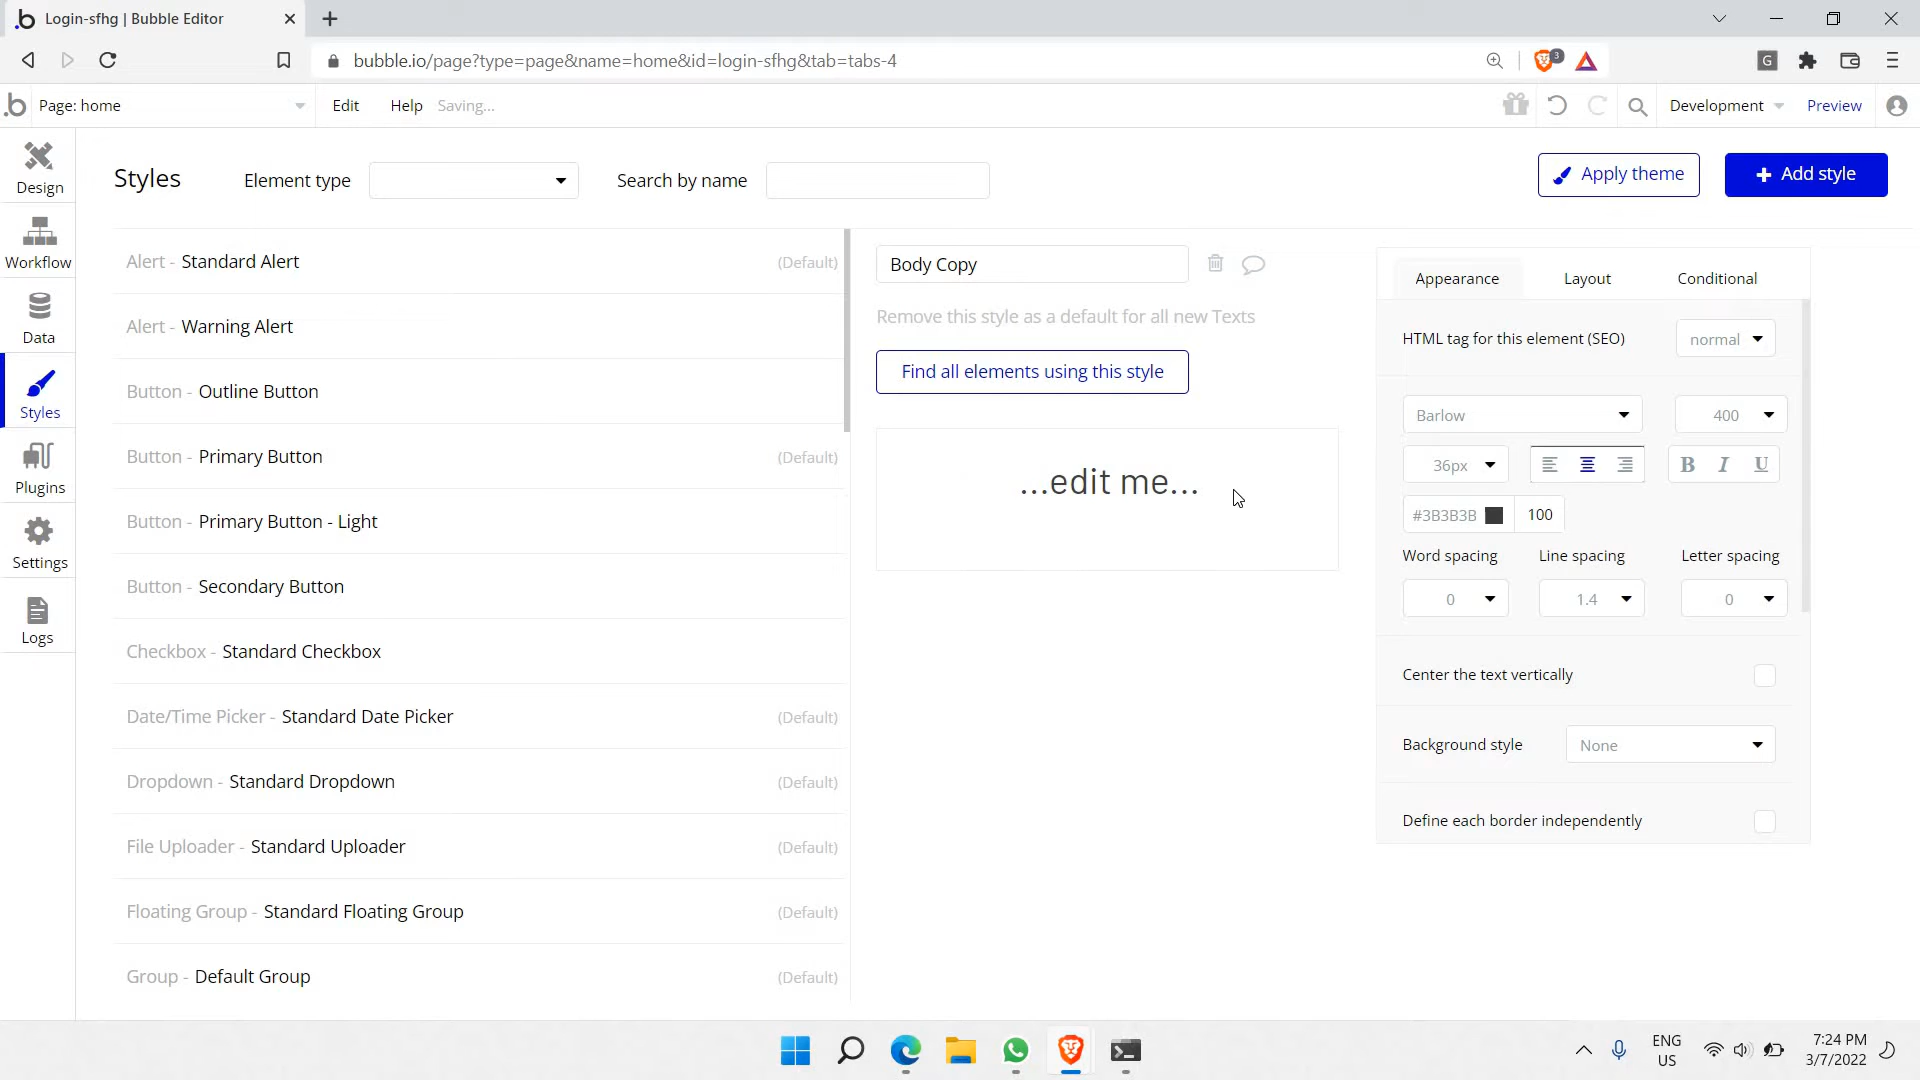 Login-sfhg | Bubble Editor
bubble.io/page?type=page&name=home&id=login-sfhg&tab=tabs-4
3
G
Page: home
Edit
Help
Saving...
Development
Preview
Design
Workflow
Data
Styles
Plugins
Settings
Logs
Styles
Element type
Search by name
Apply theme
+ Add style
Alert - Standard Alert (Default)
Alert - Warning Alert
Button - Outline Button
Button - Primary Button (Default)
Button - Primary Button - Light
Button - Secondary Button
Checkbox - Standard Checkbox
Date/Time Picker - Standard Date Picker (Default)
Dropdown - Standard Dropdown (Default)
File Uploader - Standard Uploader (Default)
Floating Group - Standard Floating Group (Default)
Group - Default Group (Default)
Body Copy
Remove this style as a default for all new Texts
Find all elements using this style
...edit me...
Appearance
Layout
Conditional
HTML tag for this element (SEO)
normal
Barlow
400
36px
B I U
#3B3B3B
100
Word spacing
Line spacing
Letter spacing
0
1.4
0
Center the text vertically
Background style
None
Define each border independently
ENG
US
7:24 PM
3/7/2022